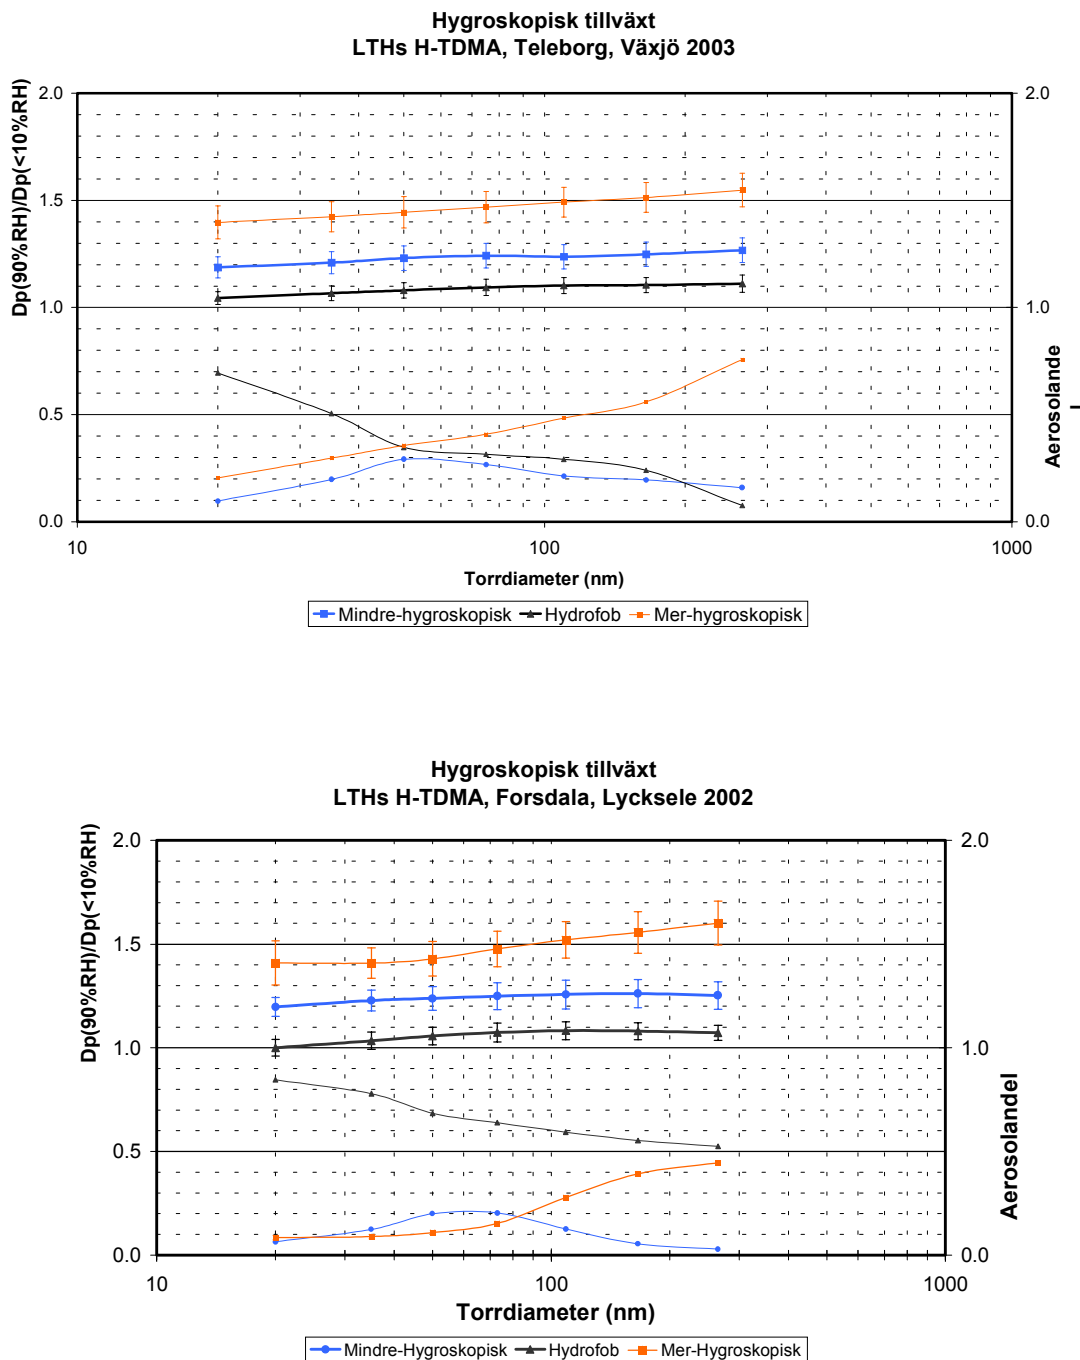 Hygroskopisk tillväxt
LTHs H-TDMA, Teleborg, Växjö 2003
Dp(90%RH)/Dp(<10%RH)
2.0
1.5
1.0
0.5
0.0
2.0
1.0
0.0
Aerosolande
l
10
100
1000
Torrdiameter (nm)
Mindre-hygroskopisk Hydrofob Mer-hygroskopisk
Hygroskopisk tillväxt
LTHs H-TDMA, Forsdala, Lycksele 2002
Dp(90%RH)/Dp(<10%RH)
2.0
1.5
1.0
0.5
0.0
2.0
1.0
0.0
Aerosolandel
10
100
1000
Torrdiameter (nm)
Mindre-Hygroskopisk Hydrofob Mer-Hygroskopisk